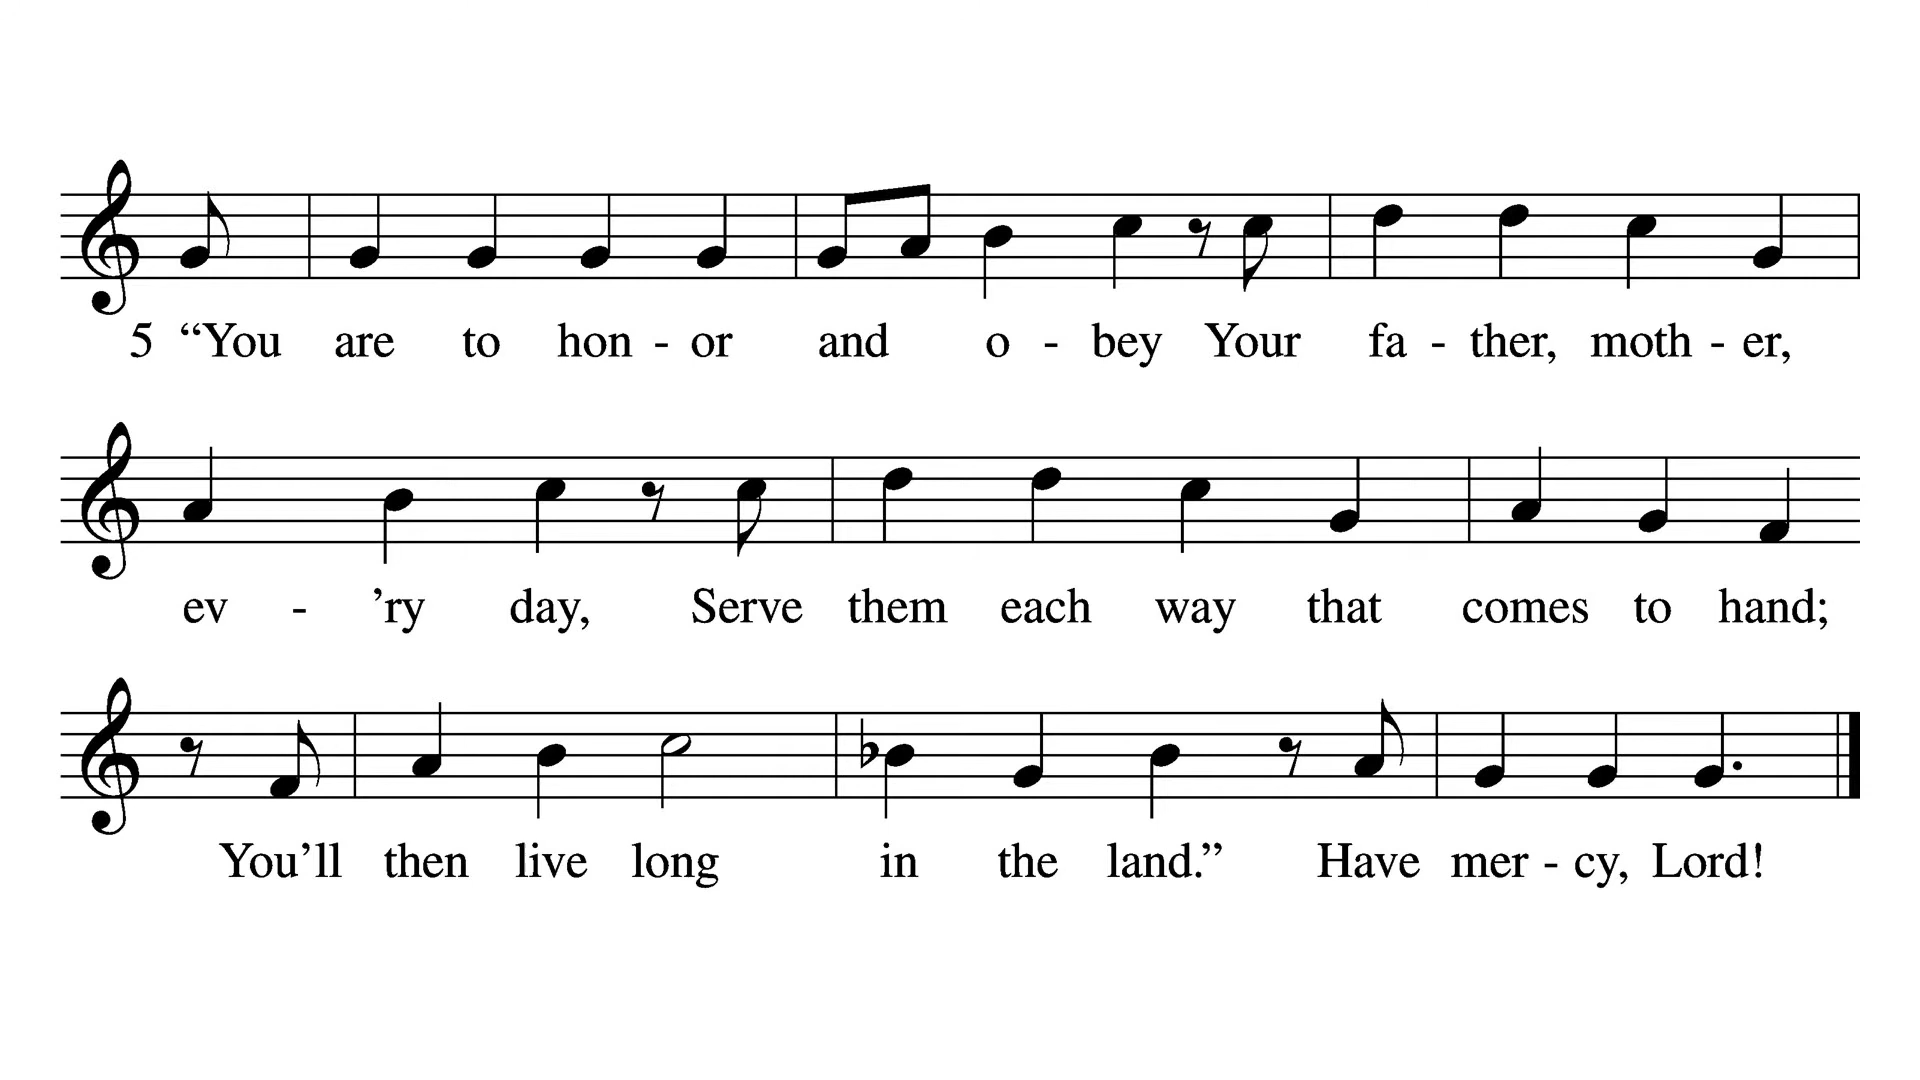 5 “You are to hon - or and o - bey Your fa - ther, moth - er,
ev - ’ry day, Serve them each way that comes to hand;
You’ll then live long in the land.” Have mer - cy, Lord!